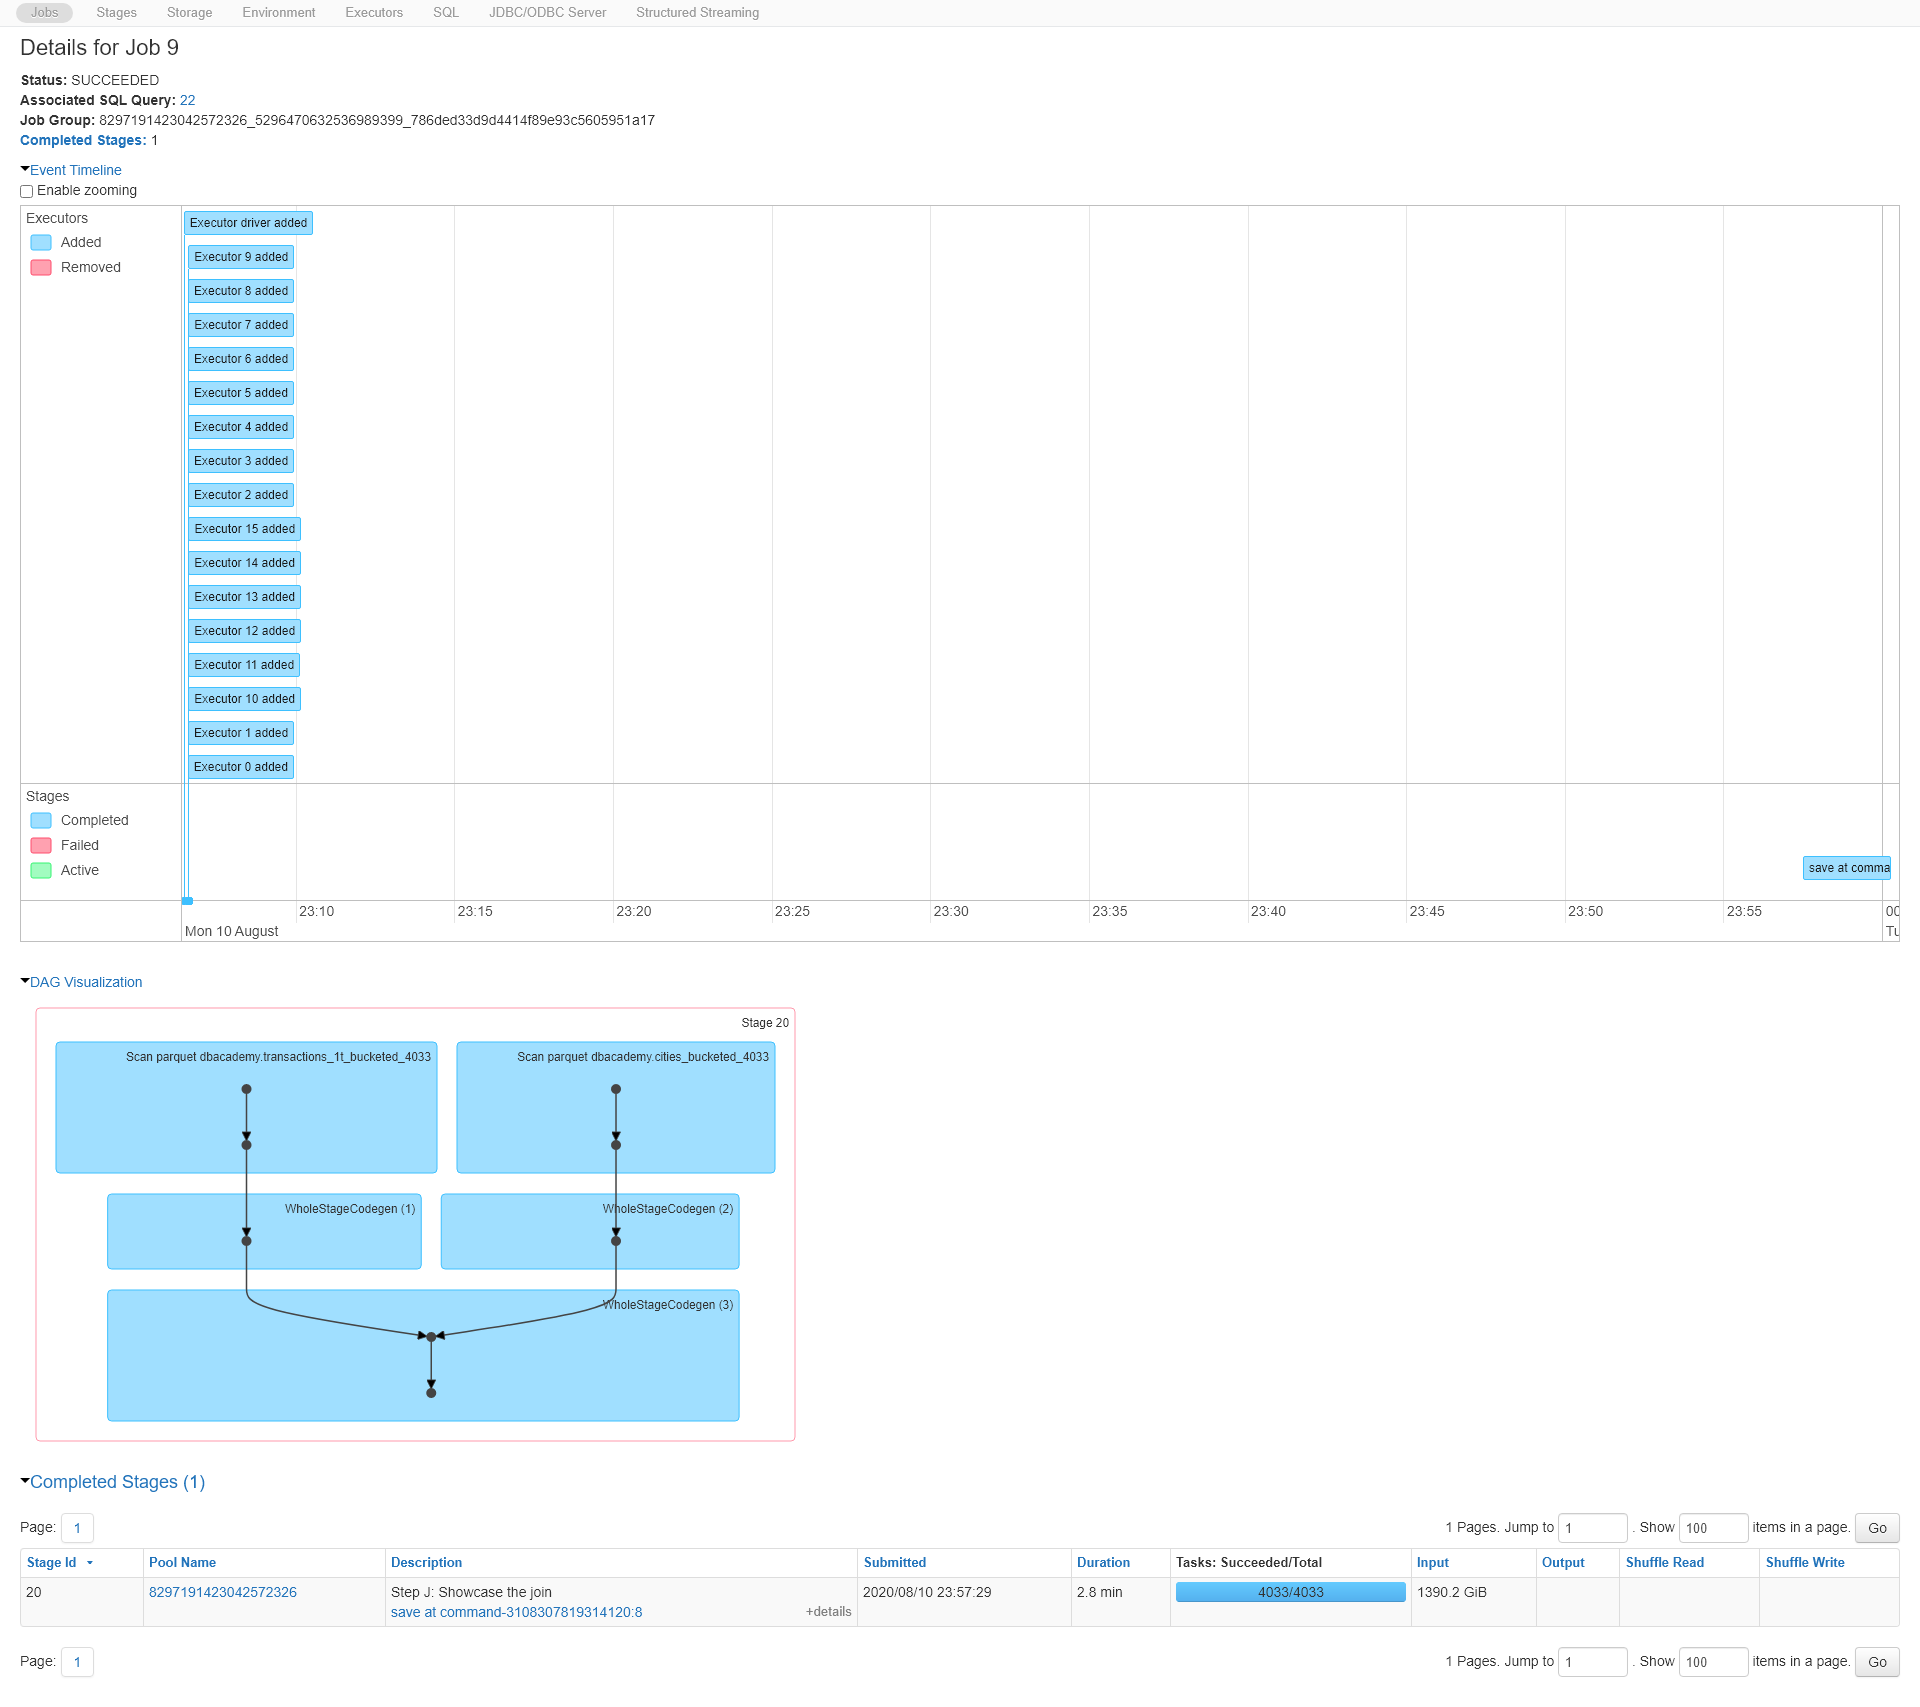 Jobs Stages Storage Environment Executors SQL JDBC/ODBC Server Structured Streaming
Details for Job 9
Status: SUCCEEDED
Associated SQL Query: 22
Job Group: 8297191423042572326_5296470632536989399_786ded33d9d4414f89e93c5605951a17
Completed Stages: 1
Event Timeline
Enable zooming
Executors
Added
Removed
Executor driver added
Executor 9 added
Executor 8 added
Executor 7 added
Executor 6 added
Executor 5 added
Executor 4 added
Executor 3 added
Executor 2 added
Executor 15 added
Executor 14 added
Executor 13 added
Executor 12 added
Executor 11 added
Executor 10 added
Executor 1 added
Executor 0 added
Stages
Completed
Failed
Active
save at comma
23:10 23:15 23:20 23:25 23:30 23:35 23:40 23:45 23:50 23:55 00
Mon 10 August Tu
DAG Visualization
Stage 20
Scan parquet dbacademy.transactions_1t_bucketed_4033 Scan parquet dbacademy.cities_bucketed_4033
WholeStageCodegen (1) WholeStageCodegen (2)
WholeStageCodegen (3)
Completed Stages (1)
Page: 1 1 Pages. Jump to 1 . Show 100 items in a page. Go
Stage Id Pool Name Description Submitted Duration Tasks: Succeeded/Total Input Output Shuffle Read Shuffle Write
20 8297191423042572326 Step J: Showcase the join 2020/08/10 23:57:29 2.8 min 4033/4033 1390.2 GiB
save at command-3108307819314120:8 +details
Page: 1 1 Pages. Jump to 1 . Show 100 items in a page. Go